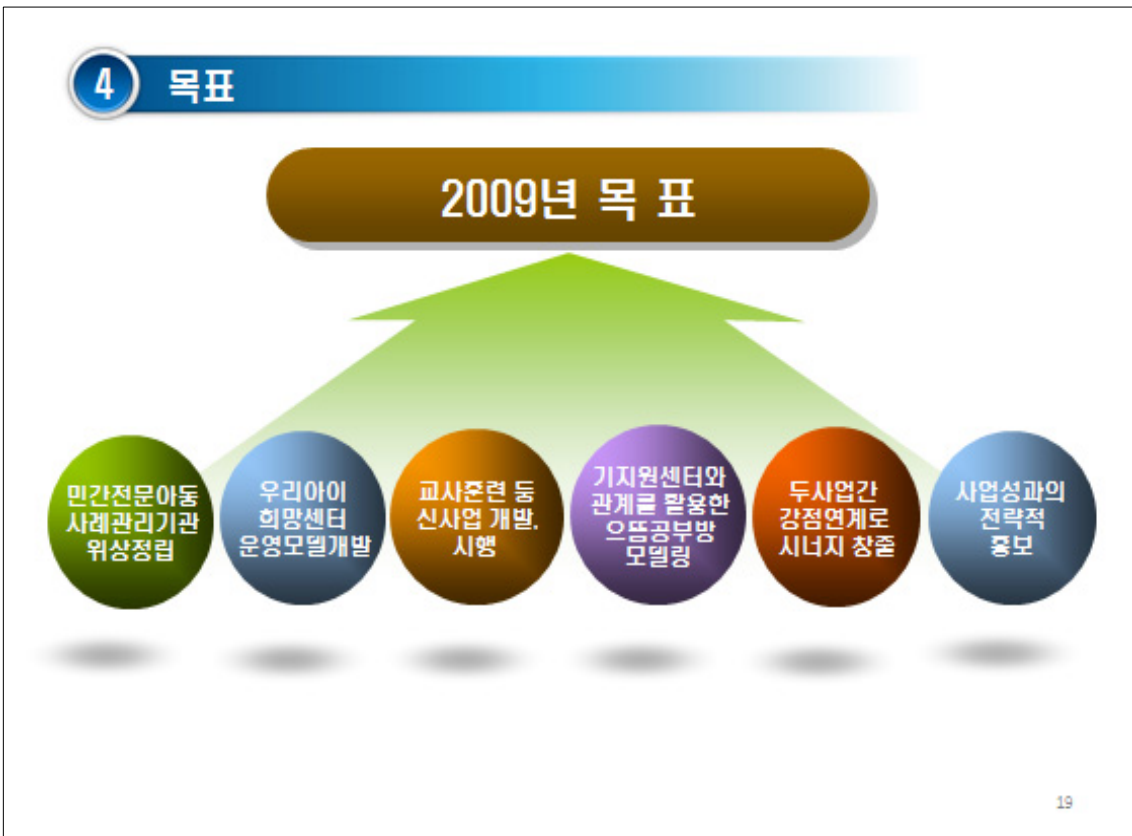 4 목표
2009년 목 표
민간전문아동
사례관리기관
위상정립
우리아이
희망센터
운영모델개발
교사훈련 등
신사업 개발,
시행
기지원센터와
관계를 활용한
으뜸공부방
모델링
두사업간
강점연계로
시너지 창출
사업성과의
전략적
홍보
19